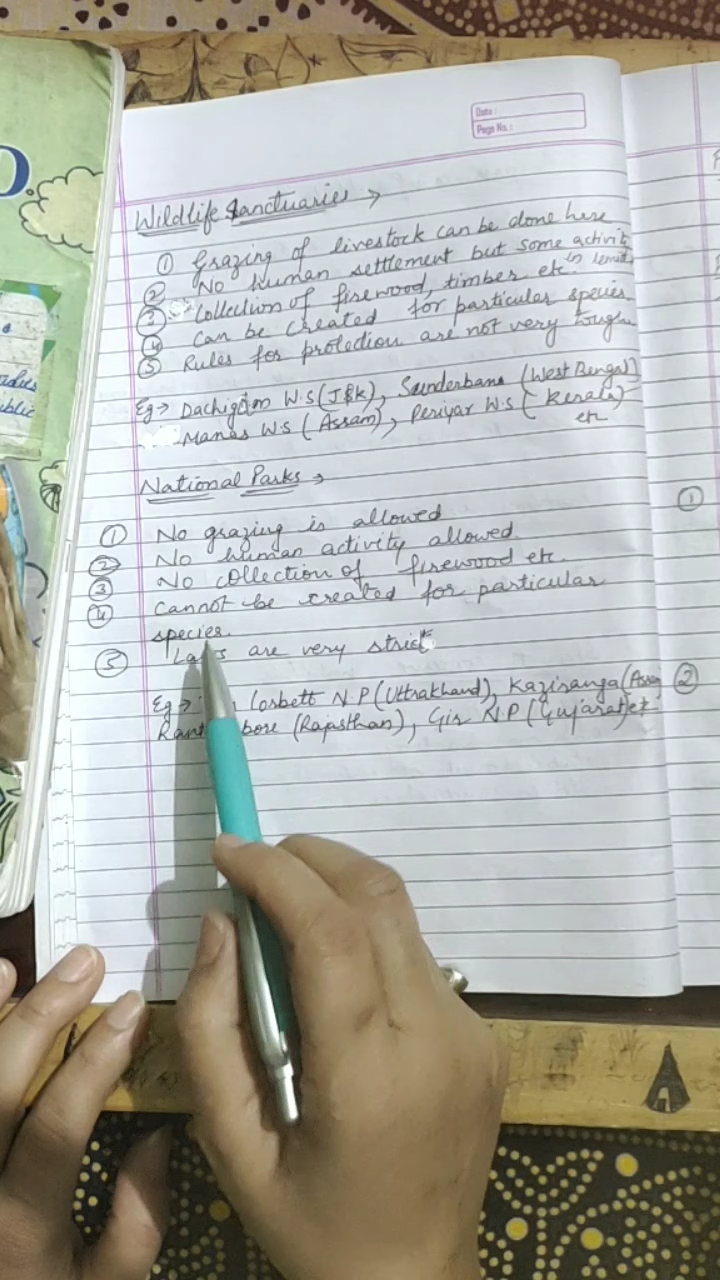 O
Date :
Page No. :
Wildlife Sanctuaries →
① Grazing of livestock can be done here
② No human settlement but some activity
③ Collection of firewood, timber etc.
④ Can be created for particular species
⑤ Rules for protection are not very tough
Eg → Dachigam W.S (J&K), Sunderbans (West Bengal)
Manas W.S (Assam), Periyar W.S (Kerala)
etc
National Parks →
① No grazing is allowed
② No human activity allowed.
③ No collection of firewood etc.
④ cannot be created for particular
species.
⑤ Laws are very strict
Eg → Corbett N.P (Uttrakhand), Kaziranga (Assam
(Rajasthan), Gir N.P (Gujarat) etc.
①
②